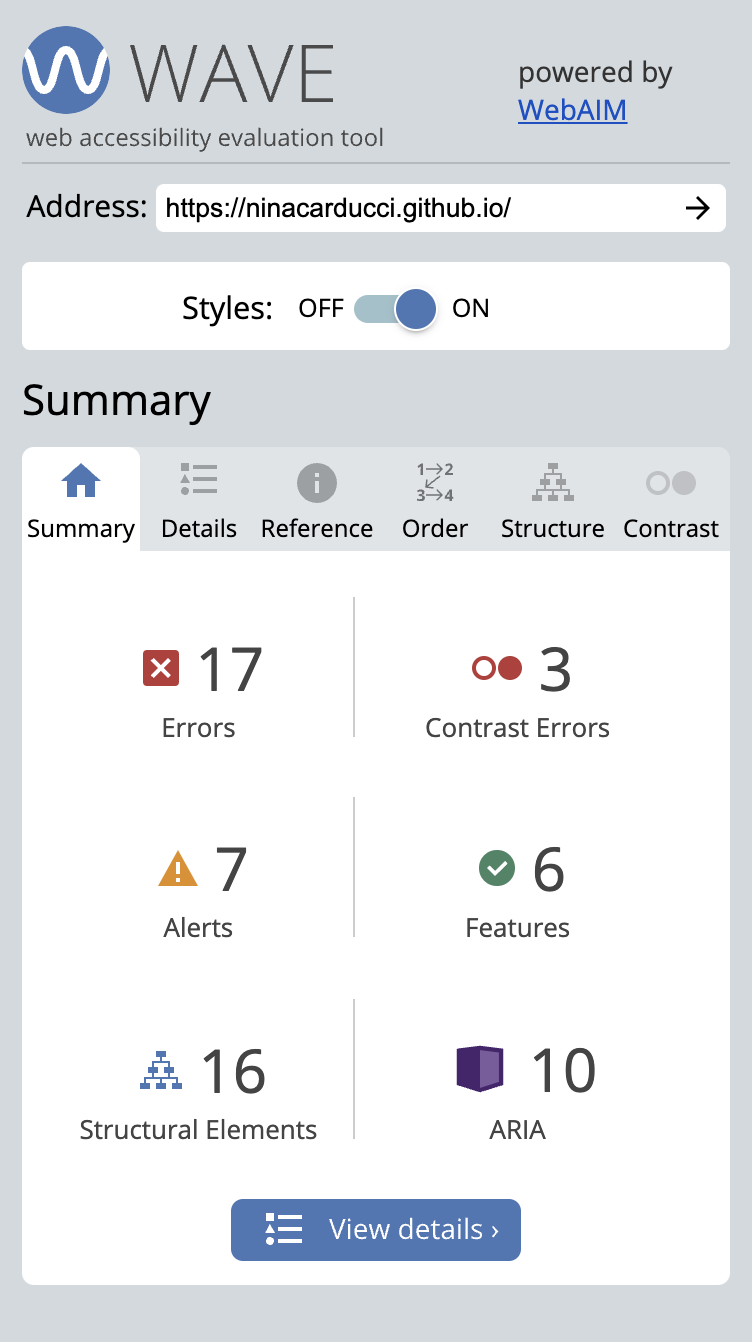 WAVE
web accessibility evaluation tool
powered by
WebAIM
Address: https://ninacarducci.github.io/
Styles: OFF ON
Summary
Summary Details Reference Order Structure Contrast
1→2
3→4
17
Errors
3
Contrast Errors
7
Alerts
6
Features
16
Structural Elements
10
ARIA
View details ›